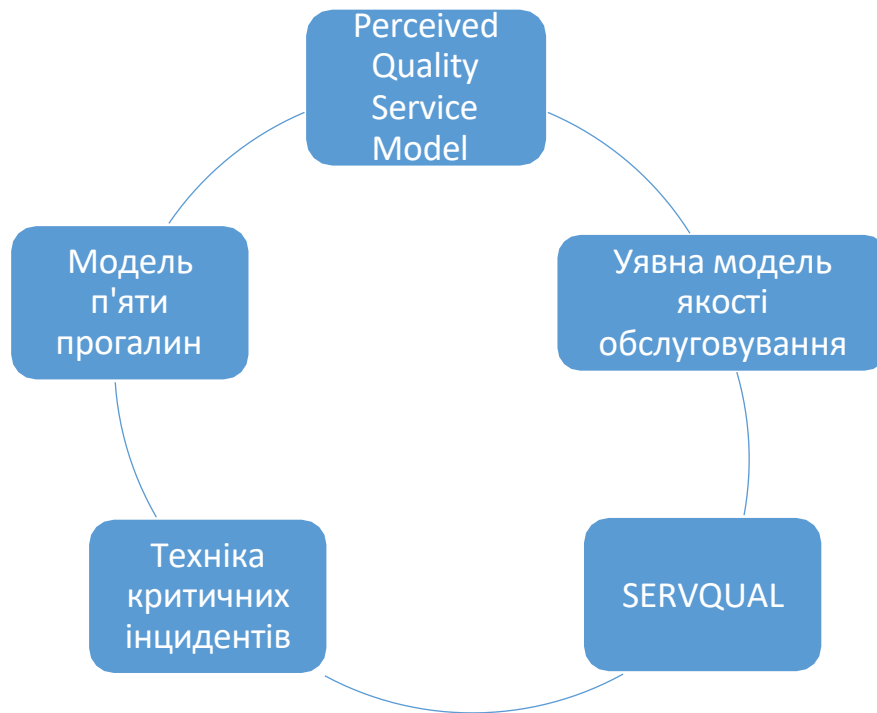 Perceived
Quality
Service
Model
Модель
п'яти
прогалин
Уявна модель
якості
обслуговування
Техніка
критичних
інцидентів
SERVQUAL